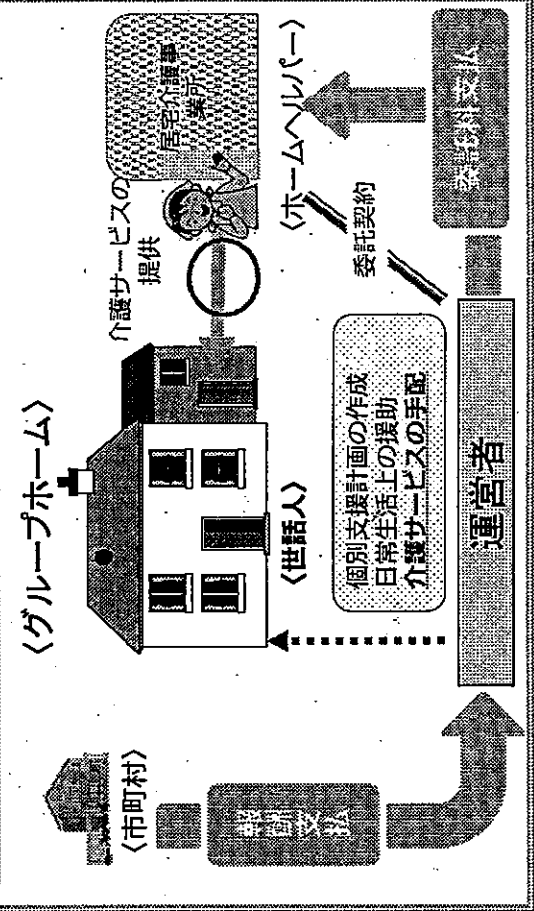 〈グループホーム〉
〈市町村〉
報酬支払
〈世話人〉
介護サービスの
提供
居宅介護事
業所
〈ホームヘルパー〉
委託契約
個別支援計画の作成
日常生活上の援助
介護サービスの手配
運営者
委託料支払